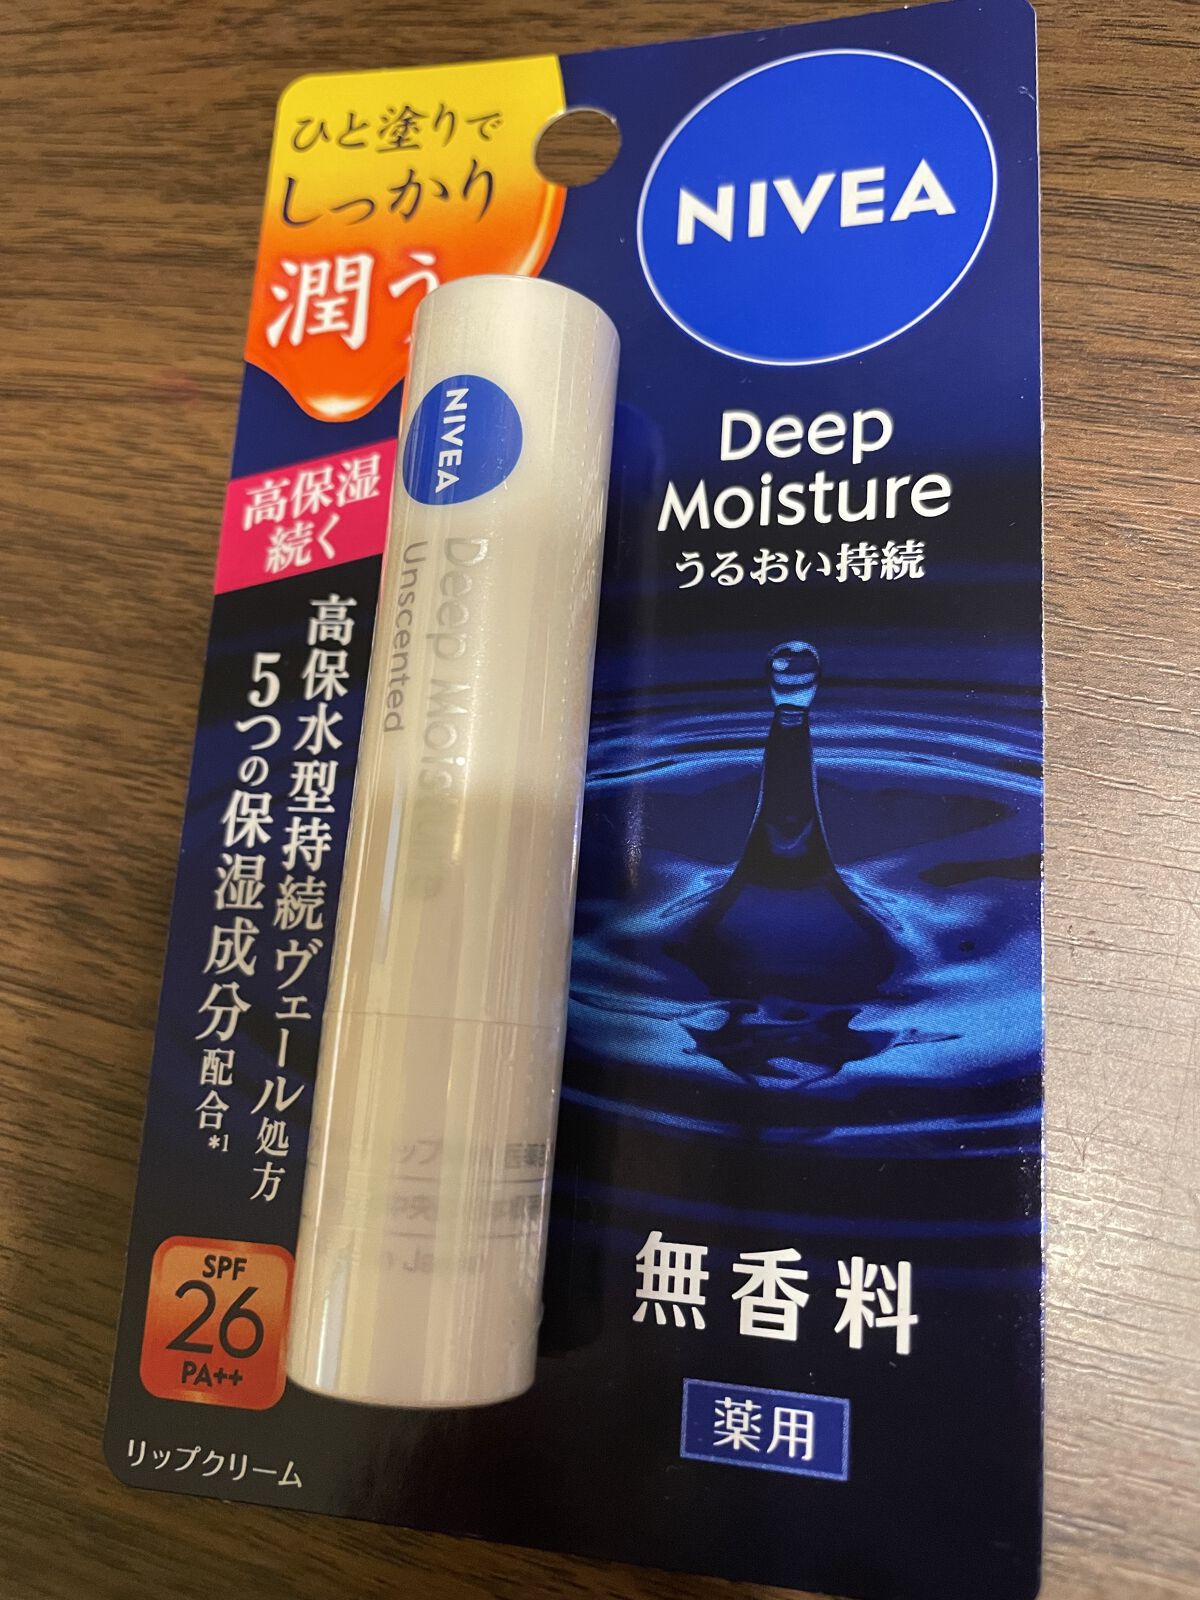 ひと塗りで
しっかり
潤う
NIVEA
Deep
Moisture
うるおい持続
高保湿
続く
高保水型持続ヴェール処方
5つの保湿成分配合*1
NIVEA
Deep Moisture
Unscented
SPF
26
PA++
リップクリーム
無香料
薬用